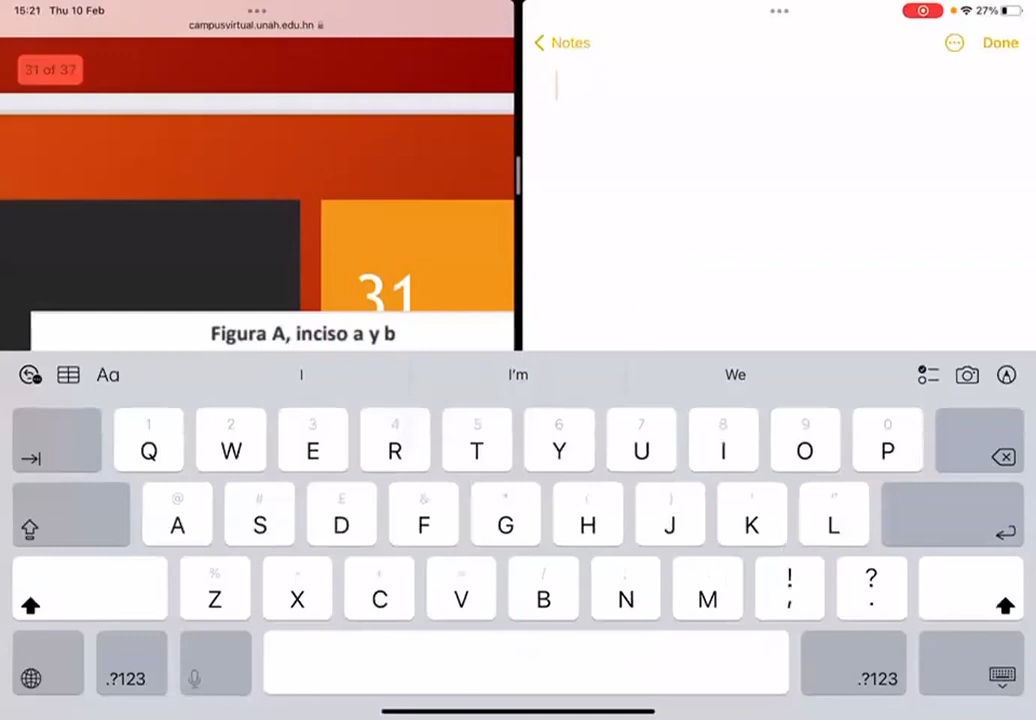 15:21 Thu 10 Feb
campusvirtual.unah.edu.hn
27%
31 of 37
Notes
Done
31
Figura A, inciso a y b
Aa
I
I'm
We
1 2 3 4 5 6 7 8 9 0
Q W E R T Y U I O P
@ # £ & * ( ) ' "
A S D F G H J K L
% - + = / ; :
Z X C V B N M ! , ? .
.?123
.?123